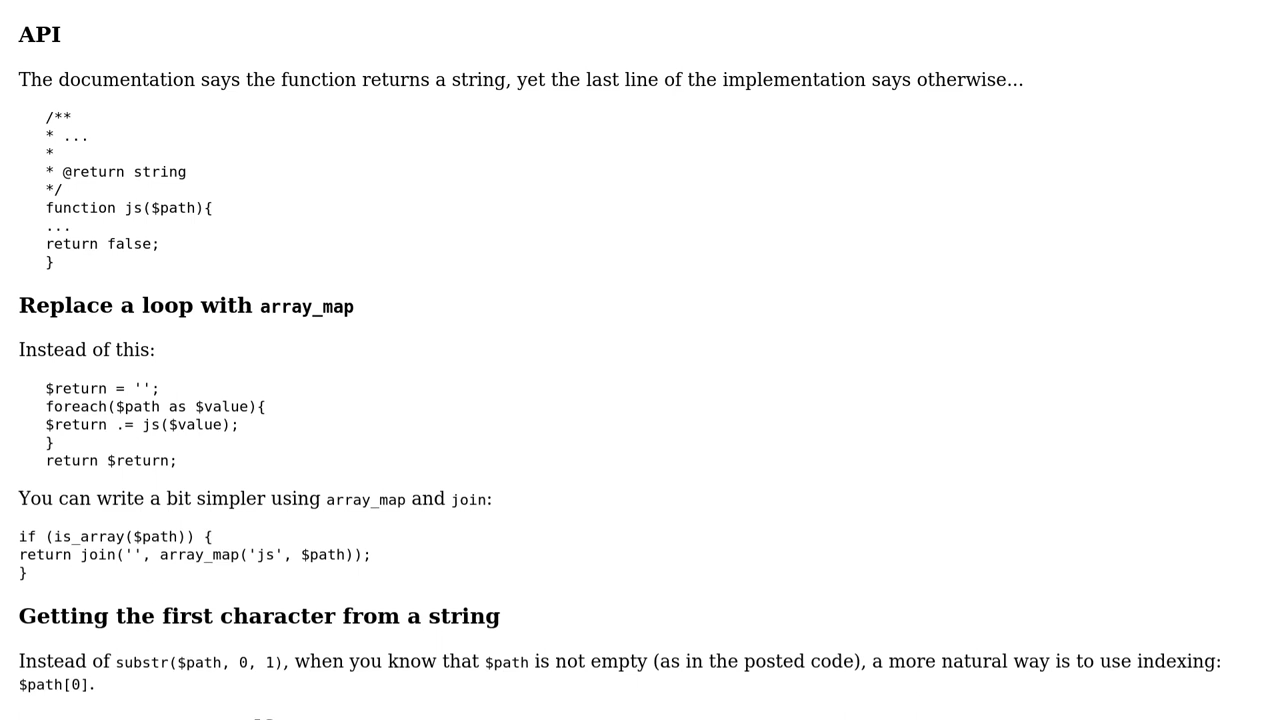 API
The documentation says the function returns a string, yet the last line of the implementation says otherwise...
/**
* ...
*
* @return string
*/
function js($path){
...
return false;
}
Replace a loop with array_map
Instead of this:
$return = '';
foreach($path as $value){
$return .= js($value);
}
return $return;
You can write a bit simpler using array_map and join:
if (is_array($path)) {
return join('', array_map('js', $path));
}
Getting the first character from a string
Instead of substr($path, 0, 1), when you know that $path is not empty (as in the posted code), a more natural way is to use indexing:
$path[0].